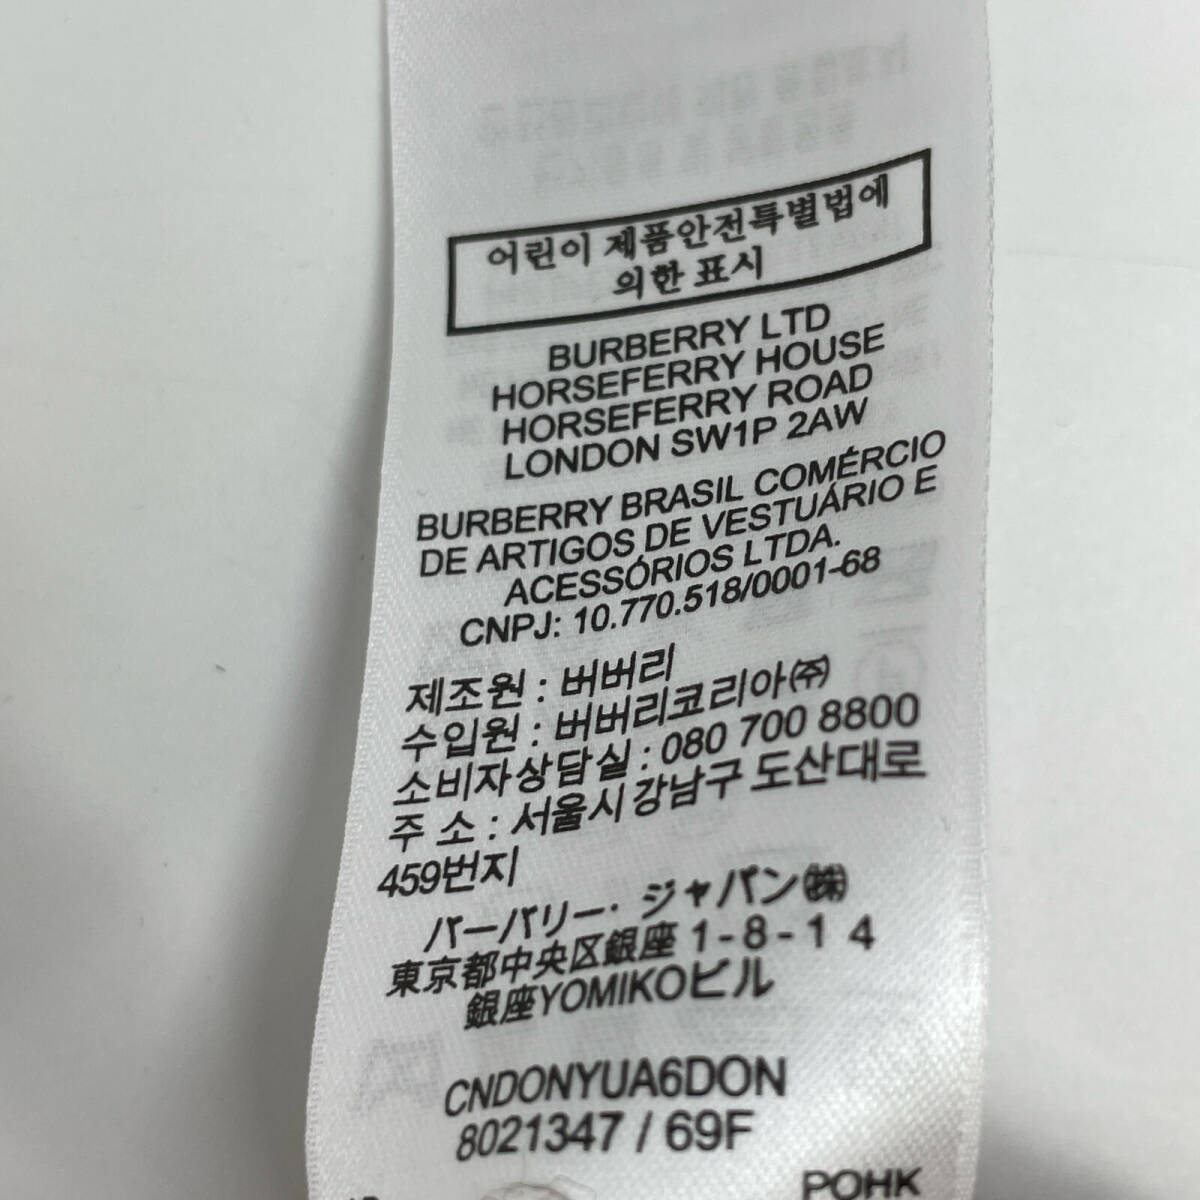 어린이 제품안전특별법에
의한 표시
BURBERRY LTD
HORSEFERRY HOUSE
HORSEFERRY ROAD
LONDON SW1P 2AW
BURBERRY BRASIL COMÉRCIO
DE ARTIGOS DE VESTUÁRIO E
ACESSÓRIOS LTDA.
CNPJ: 10.770.518/0001-68
제조원 : 버버리
수입원 : 버버리코리아㈜
소비자상담실 : 080 700 8800
주 소 : 서울시 강남구 도산대로
459번지
バーバリー・ジャパン㈱
東京都中央区銀座 1-8-1 4
銀座YOMIKOビル
CNDONYUA6DON
8021347 / 69F
POHK